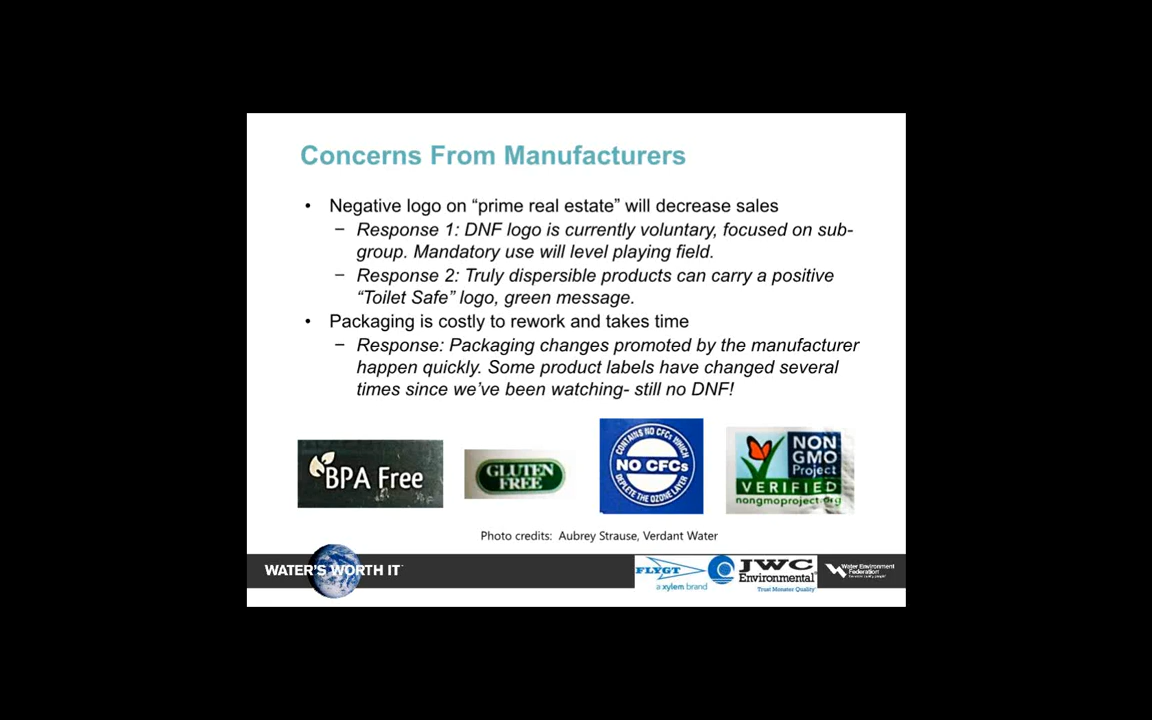 Concerns From Manufacturers
• Negative logo on “prime real estate” will decrease sales
– Response 1: DNF logo is currently voluntary, focused on sub-
group. Mandatory use will level playing field.
– Response 2: Truly dispersible products can carry a positive
“Toilet Safe” logo, green message.
• Packaging is costly to rework and takes time
– Response: Packaging changes promoted by the manufacturer
happen quickly. Some product labels have changed several
times since we’ve been watching- still no DNF!
BPA Free
GLUTEN
FREE
CONTAINS NO CFCs WHICH
NO CFCs
DEPLETE THE OZONE LAYER
NON
GMO
Project
VERIFIED
nongmoproject.org
Photo credits: Aubrey Strause, Verdant Water
WATER'S WORTH IT
FLYGT
a xylem brand
JWC
Environmental®
Trust Monster Quality™
Water Environment
Federation